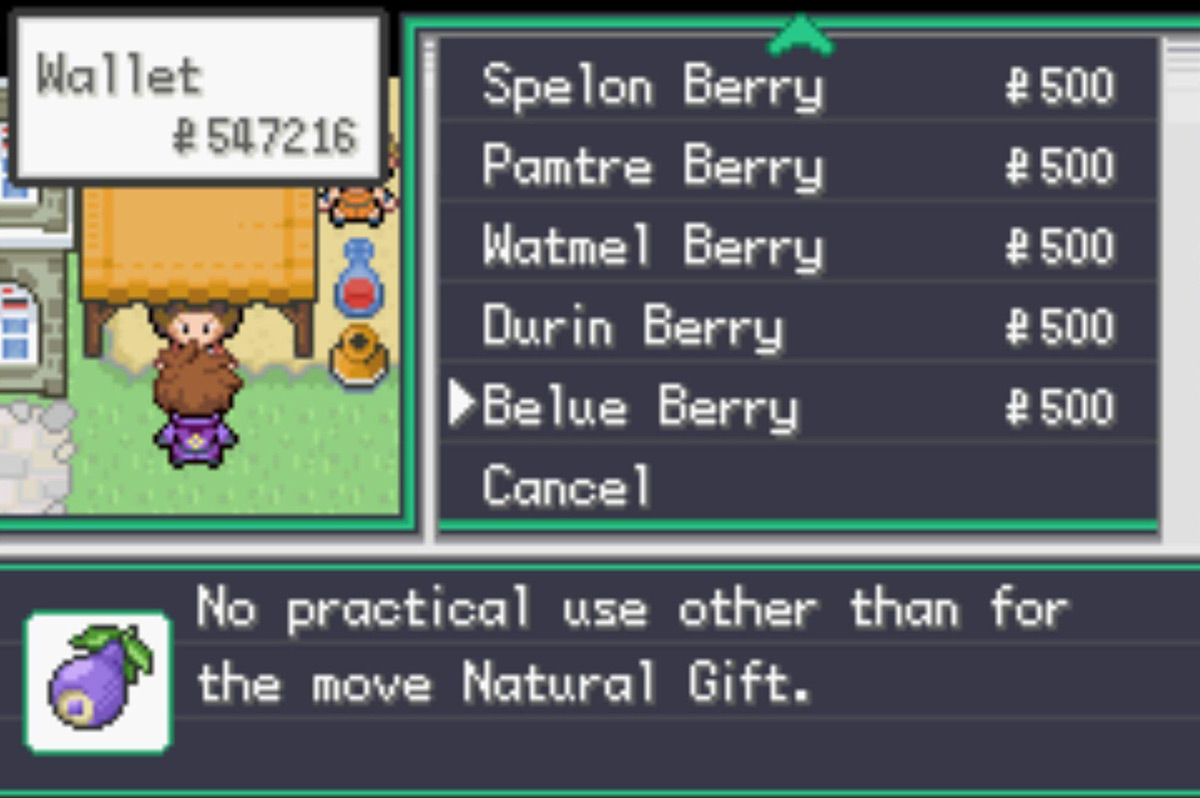 Wallet
₽547216
Spelon Berry ₽500
Pamtre Berry ₽500
Watmel Berry ₽500
Durin Berry ₽500
Belue Berry ₽500
Cancel
No practical use other than for
the move Natural Gift.